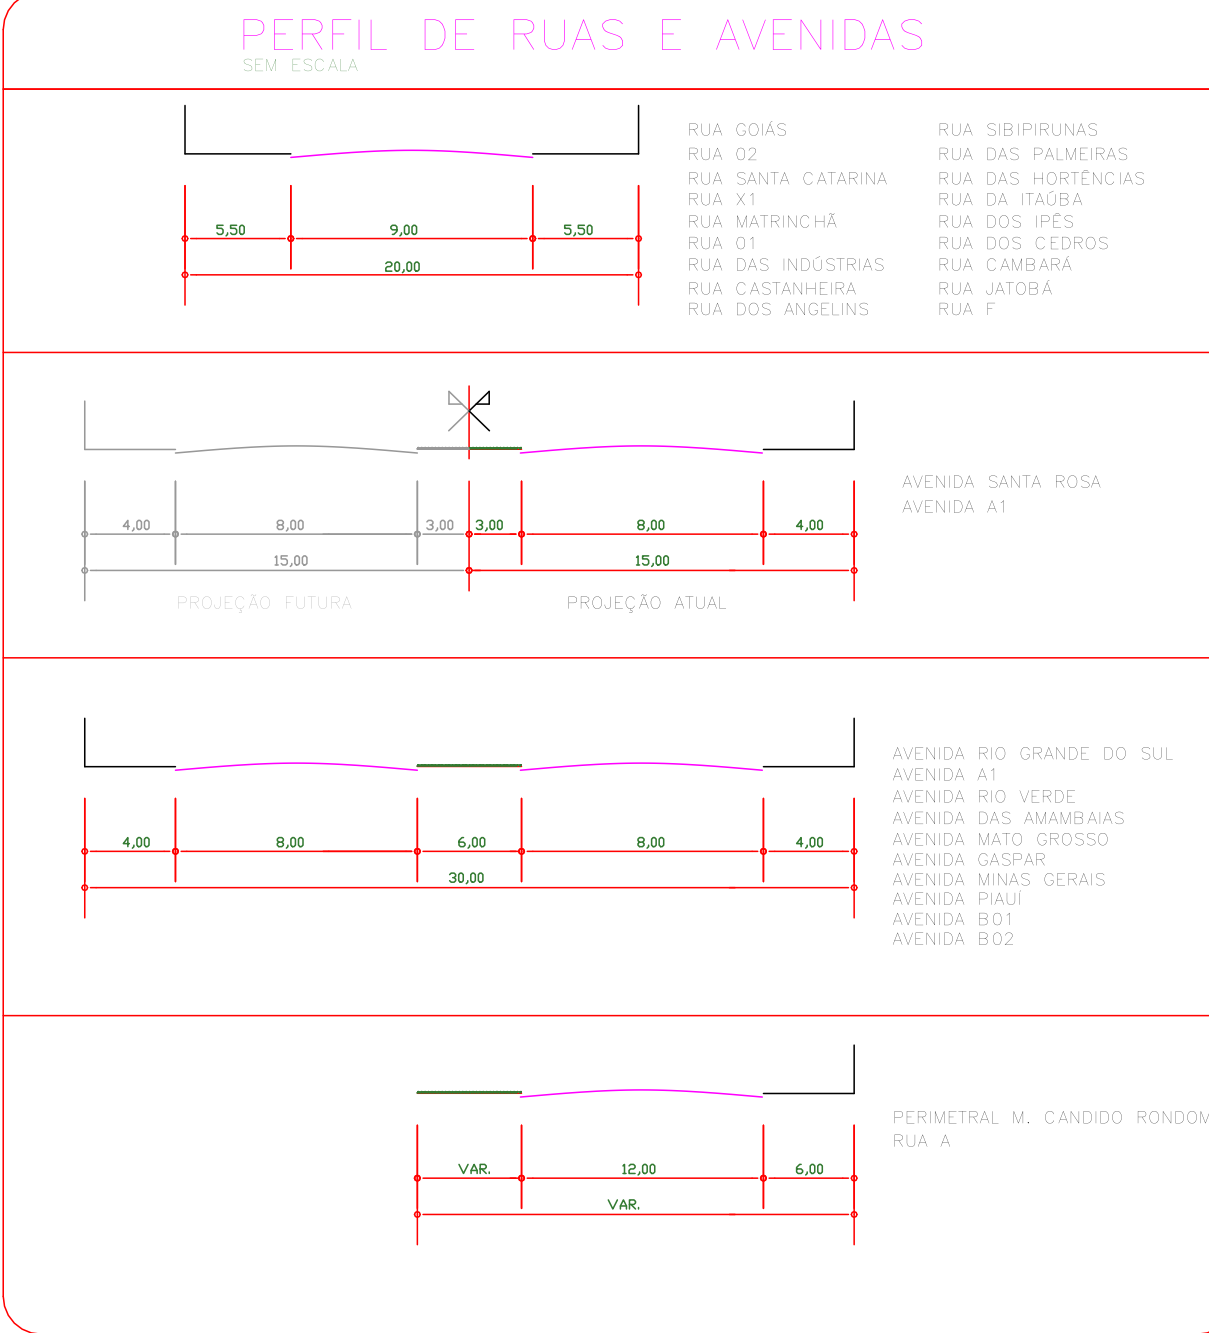 PERFIL DE RUAS E AVENIDAS
SEM ESCALA
RUA GOIÁS
RUA 02
RUA SANTA CATARINA
RUA X1
RUA MATRINCHÃ
RUA 01
RUA DAS INDÚSTRIAS
RUA CASTANHEIRA
RUA DOS ANGELINS
RUA SIBIPIRUNAS
RUA DAS PALMEIRAS
RUA DAS HORTÊNCIAS
RUA DA ITAÚBA
RUA DOS IPÊS
RUA DOS CEDROS
RUA CAMBARÁ
RUA JATOBÁ
RUA F
5,50 9,00 5,50
20,00
AVENIDA SANTA ROSA
AVENIDA A1
4,00 8,00 3,00 3,00 8,00 4,00
15,00 15,00
PROJEÇÃO FUTURA PROJEÇÃO ATUAL
AVENIDA RIO GRANDE DO SUL
AVENIDA A1
AVENIDA RIO VERDE
AVENIDA DAS AMAMBAIAS
AVENIDA MATO GROSSO
AVENIDA GASPAR
AVENIDA MINAS GERAIS
AVENIDA PIAUÍ
AVENIDA B01
AVENIDA B02
4,00 8,00 6,00 8,00 4,00
30,00
PERIMETRAL M. CANDIDO RONDOM
RUA A
VAR. 12,00 6,00
VAR.